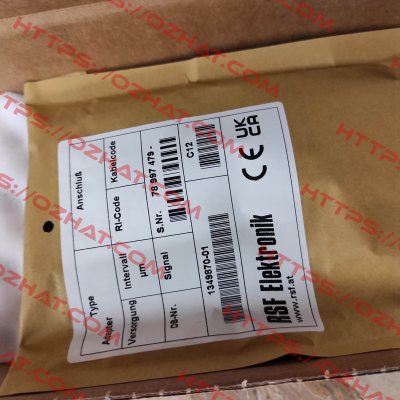 Type
Anschluß
Adapter
Versorgung
Intervall
RI-Code
Kabelcode
µm
DB-Nr.
Signal
S.Nr.
78 997 479 -
1349870-01
C12
RSF Elektronik
www.rsf.at
CE
UK
CA
HTTPS://OZHAT.COM